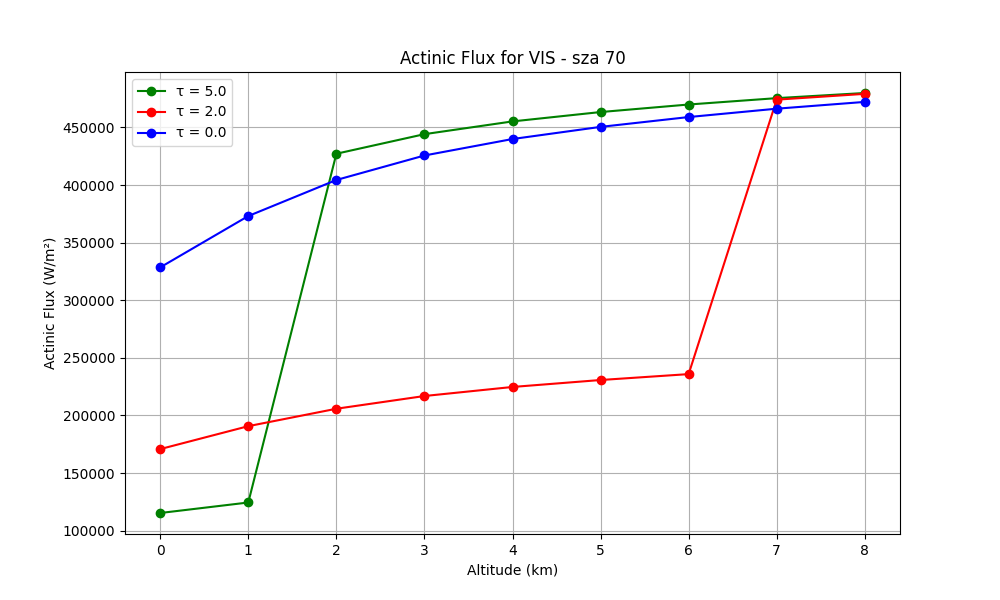 Actinic Flux for VIS - sza 70
τ = 5.0
τ = 2.0
τ = 0.0
Actinic Flux (W/m²)
450000
400000
350000
300000
250000
200000
150000
100000
0 1 2 3 4 5 6 7 8
Altitude (km)